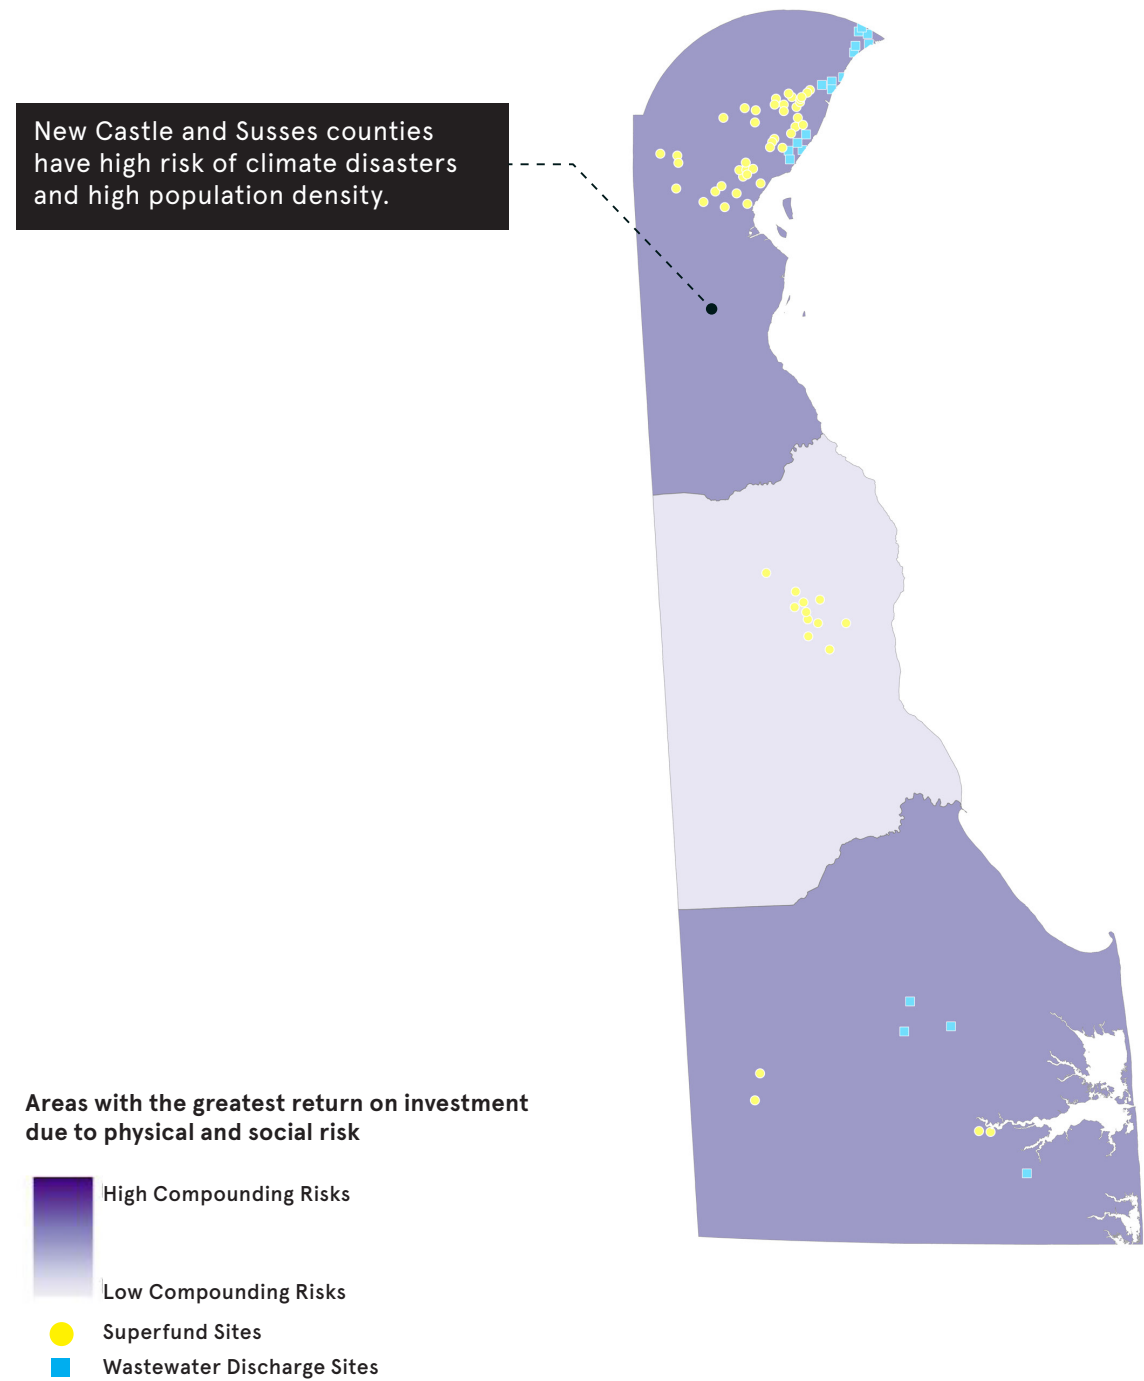 New Castle and Susses counties
have high risk of climate disasters
and high population density.
Areas with the greatest return on investment
due to physical and social risk
High Compounding Risks
Low Compounding Risks
Superfund Sites
Wastewater Discharge Sites